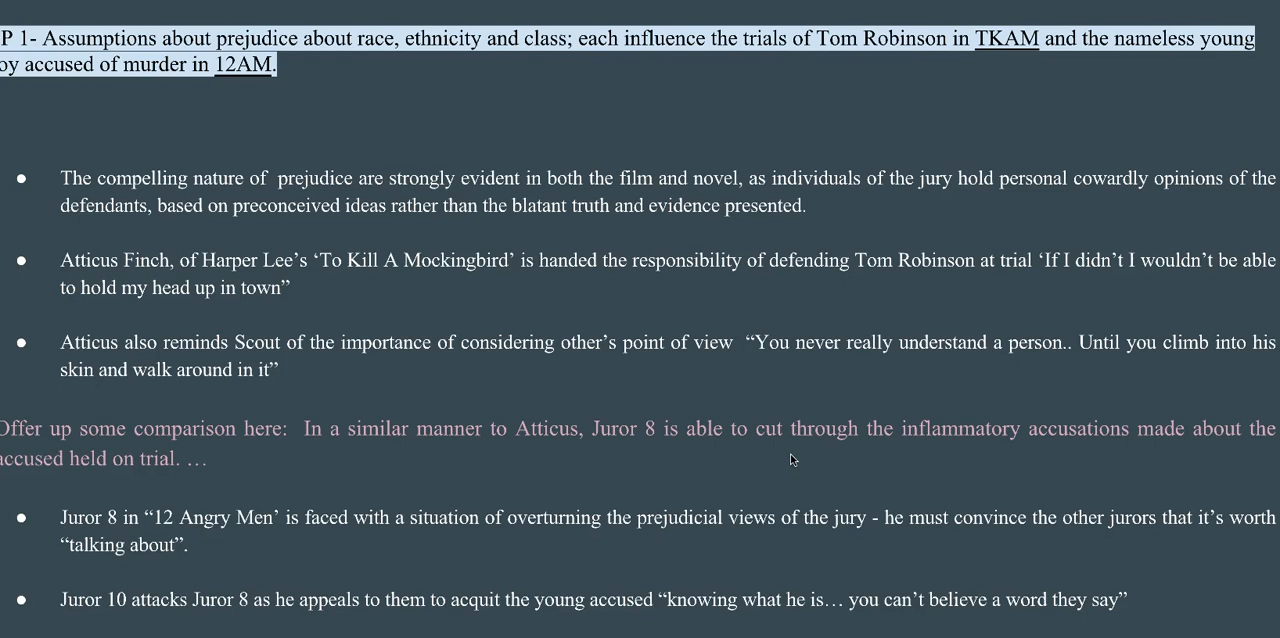 P 1- Assumptions about prejudice about race, ethnicity and class; each influence the trials of Tom Robinson in TKAM and the nameless young
oy accused of murder in 12AM.
● The compelling nature of prejudice are strongly evident in both the film and novel, as individuals of the jury hold personal cowardly opinions of the
defendants, based on preconceived ideas rather than the blatant truth and evidence presented.
● Atticus Finch, of Harper Lee’s ‘To Kill A Mockingbird’ is handed the responsibility of defending Tom Robinson at trial ‘If I didn’t I wouldn’t be able
to hold my head up in town”
● Atticus also reminds Scout of the importance of considering other’s point of view “You never really understand a person.. Until you climb into his
skin and walk around in it”
Offer up some comparison here: In a similar manner to Atticus, Juror 8 is able to cut through the inflammatory accusations made about the
accused held on trial. …
● Juror 8 in “12 Angry Men’ is faced with a situation of overturning the prejudicial views of the jury - he must convince the other jurors that it’s worth
“talking about”.
● Juror 10 attacks Juror 8 as he appeals to them to acquit the young accused “knowing what he is… you can’t believe a word they say”